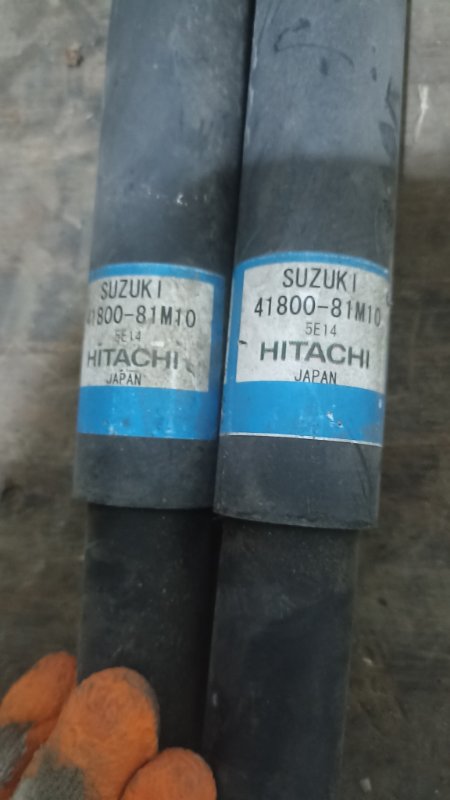 SUZUKI
41800-81M10
5E14
HITACHI
JAPAN
SUZUKI
41800-81M10
5E14
HITACHI
JAPAN